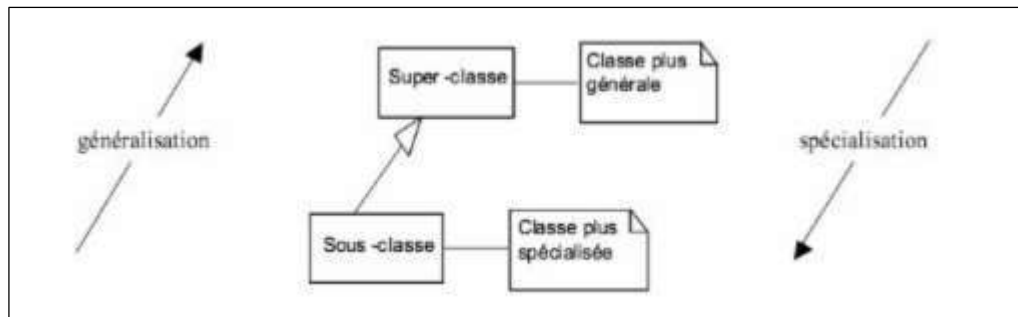 Super -classe
Classe plus
générale
généralisation
spécialisation
Sous -classe
Classe plus
spécialisée